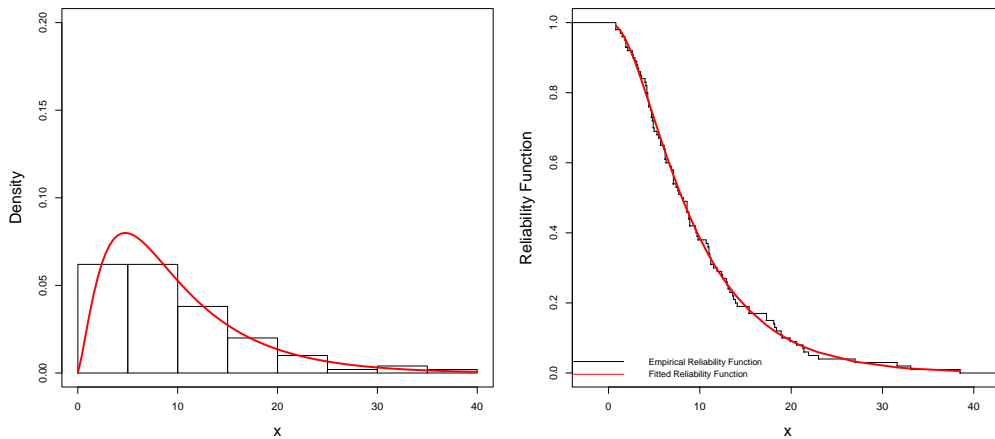 Density
0.00 0.05 0.10 0.15 0.20
0 10 20 30 40
x
Reliability Function
0.0 0.2 0.4 0.6 0.8 1.0
Empirical Reliability Function
Fitted Reliability Function
0 10 20 30 40
x